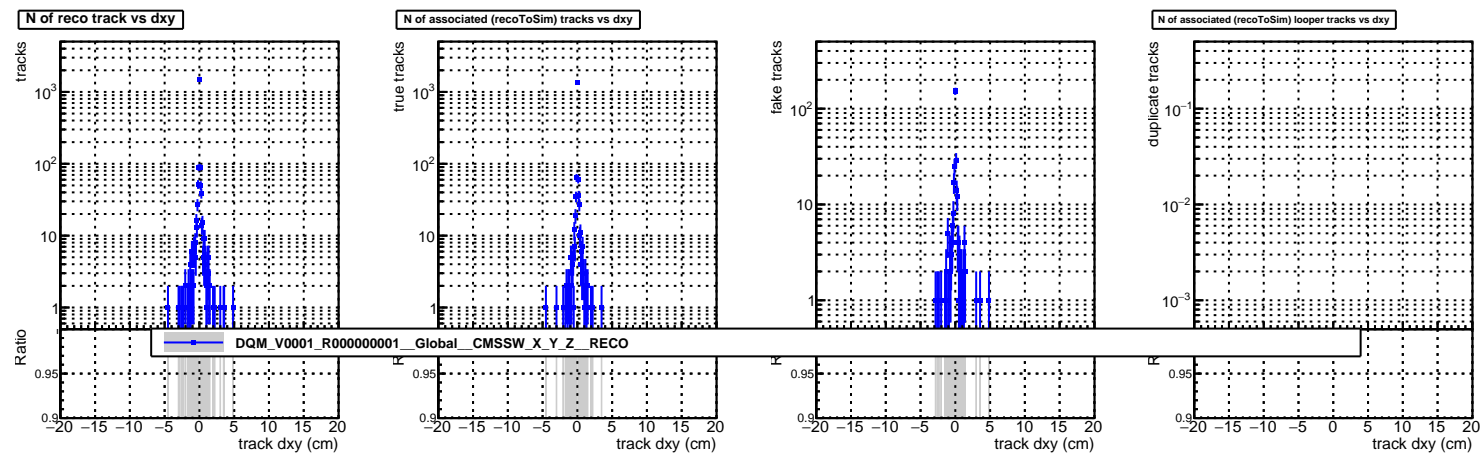 N of reco track vs dxy
N of associated (recoToSim) tracks vs dxy
N of associated (recoToSim) looper tracks vs dxy
tracks
10³
10²
10
1
Ratio
0.95
0.9
−20 −15 −10 −5 0 5 10 15 20
track dxy (cm)
true tracks
10³
10²
10
1
0.95
0.9
−20 −15 −10 −5 0 5 10 15 20
track dxy (cm)
fake tracks
10²
10
1
0.95
0.9
−20 −15 −10 −5 0 5 10 15 20
track dxy (cm)
duplicate tracks
10⁻¹
10⁻²
10⁻³
0.95
0.9
−20 −15 −10 −5 0 5 10 15 20
track dxy (cm)
DQM_V0001_R000000001__Global__CMSSW_X_Y_Z__RECO